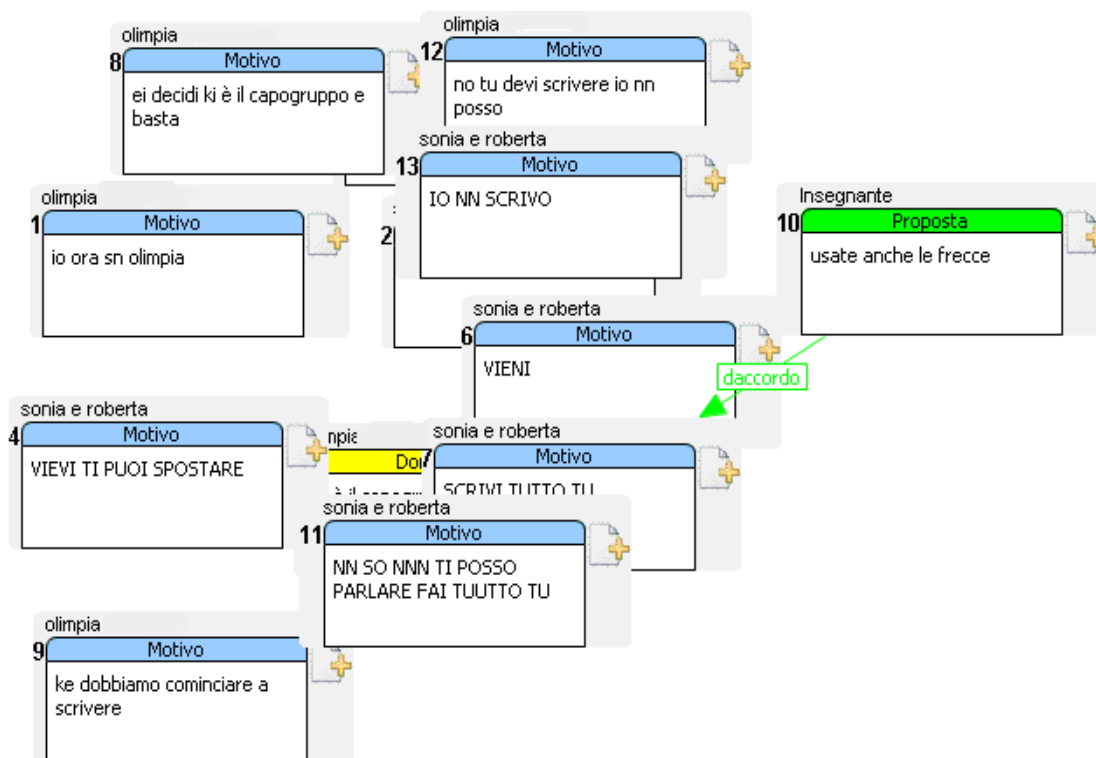 olimpia
8
Motivo
ei decidi ki è il capogruppo e
basta
olimpia
12
Motivo
no tu devi scrivere io nn
posso
sonia e roberta
13
Motivo
IO NN SCRIVO
olimpia
1
Motivo
io ora sn olimpia
2
Insegnante
10
Proposta
usate anche le frecce
sonia e roberta
6
Motivo
VIENI
daccordo
sonia e roberta
4
Motivo
VIEVI TI PUOI SPOSTARE
sonia e roberta
7
Motivo
SCRIVI TUTTO TU
sonia e roberta
11
Motivo
NN SO NNN TI POSSO
PARLARE FAI TUUTTO TU
olimpia
9
Motivo
ke dobbiamo cominciare a
scrivere